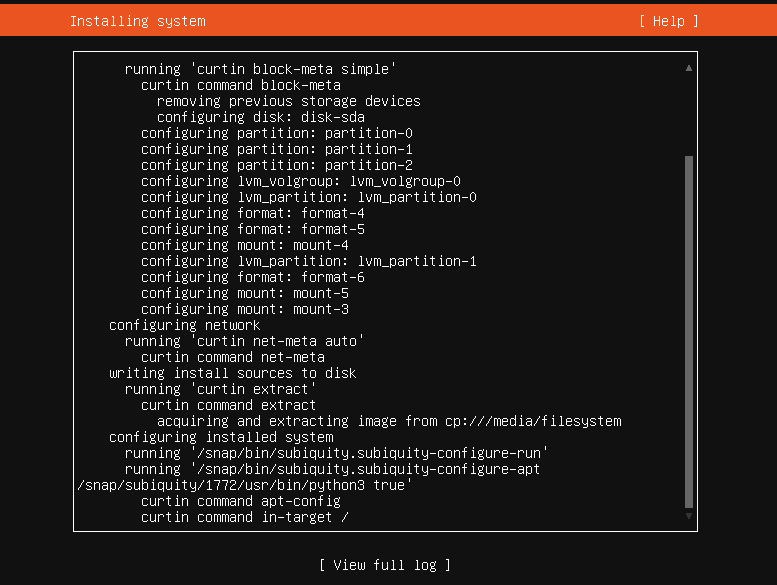 Installing system [ Help ]
running 'curtin block-meta simple'
curtin command block-meta
removing previous storage devices
configuring disk: disk-sda
configuring partition: partition-0
configuring partition: partition-1
configuring partition: partition-2
configuring lvm_volgroup: lvm_volgroup-0
configuring lvm_partition: lvm_partition-0
configuring format: format-4
configuring format: format-5
configuring mount: mount-4
configuring lvm_partition: lvm_partition-1
configuring format: format-6
configuring mount: mount-5
configuring mount: mount-3
configuring network
running 'curtin net-meta auto'
curtin command net-meta
writing install sources to disk
running 'curtin extract'
curtin command extract
acquiring and extracting image from cp:///media/filesystem
configuring installed system
running '/snap/bin/subiquity.subiquity-configure-run'
running '/snap/bin/subiquity.subiquity-configure-apt
/snap/subiquity/1772/usr/bin/python3 true'
curtin command apt-config
curtin command in-target /
[ View full log ]